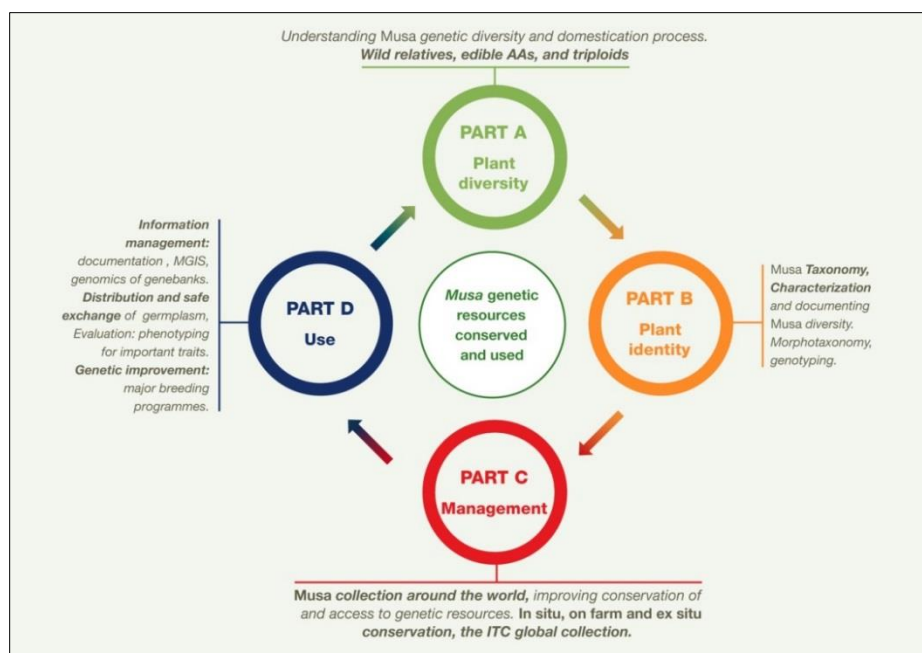 Understanding Musa genetic diversity and domestication process.
Wild relatives, edible AAs, and triploids
PART A
Plant
diversity
Information
management:
documentation , MGIS,
genomics of genebanks.
Distribution and safe
exchange of germplasm,
Evaluation: phenotyping
for important traits.
Genetic improvement:
major breeding
programmes.
PART D
Use
Musa genetic
resources
conserved
and used
PART B
Plant
identity
Musa Taxonomy,
Characterization
and documenting
Musa diversity.
Morphotaxonomy,
genotyping.
PART C
Management
Musa collection around the world, improving conservation of
and access to genetic resources. In situ, on farm and ex situ
conservation, the ITC global collection.